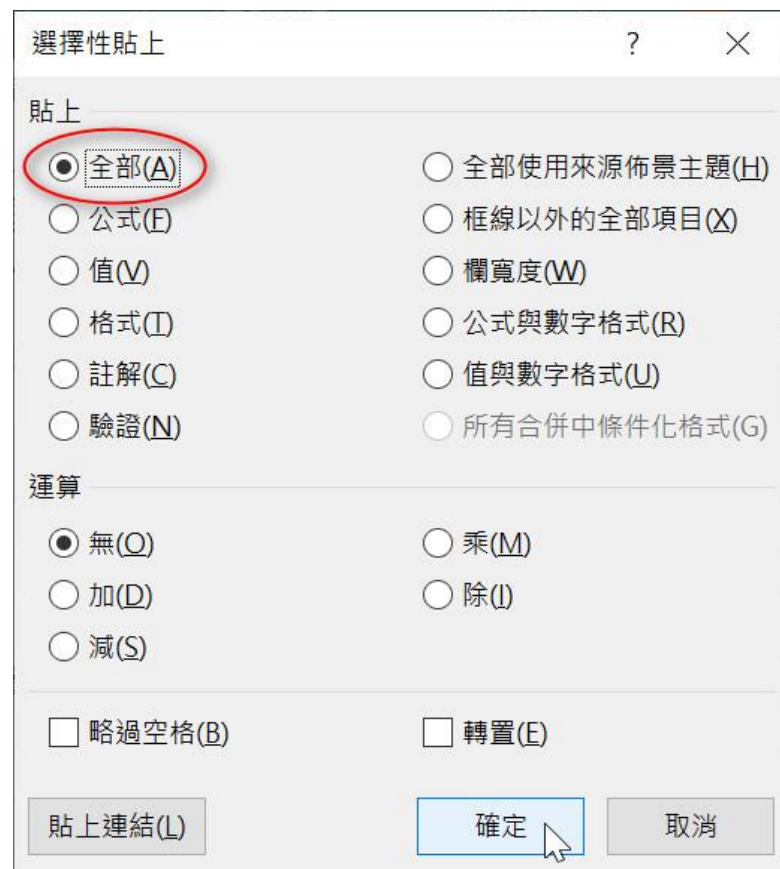 選擇性貼上 ?
貼上
全部(A) 全部使用來源佈景主題(H)
公式(F) 框線以外的全部項目(X)
值(V) 欄寬度(W)
格式(T) 公式與數字格式(R)
註解(C) 值與數字格式(U)
驗證(N) 所有合併中條件化格式(G)
運算
無(O) 乘(M)
加(D) 除(I)
減(S)
略過空格(B) 轉置(E)
貼上連結(L) 確定 取消